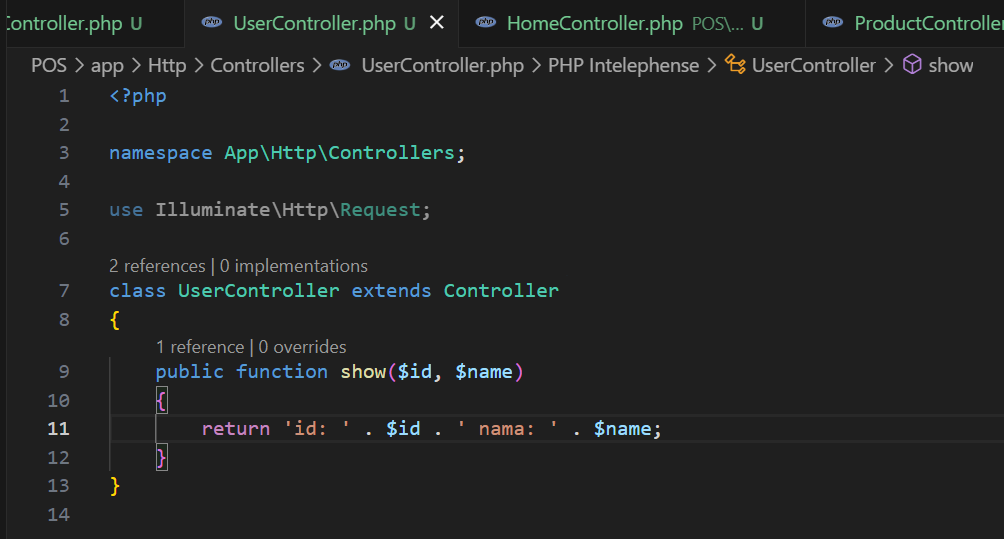 Controller.php U UserController.php U HomeController.php POS\... U ProductController
POS > app > Http > Controllers > UserController.php > PHP Intelephense > UserController > show
1 <?php
2
3 namespace App\Http\Controllers;
4
5 use Illuminate\Http\Request;
6
2 references | 0 implementations
7 class UserController extends Controller
8 {
1 reference | 0 overrides
9 public function show($id, $name)
10 {
11 return 'id: ' . $id . ' nama: ' . $name;
12 }
13 }
14